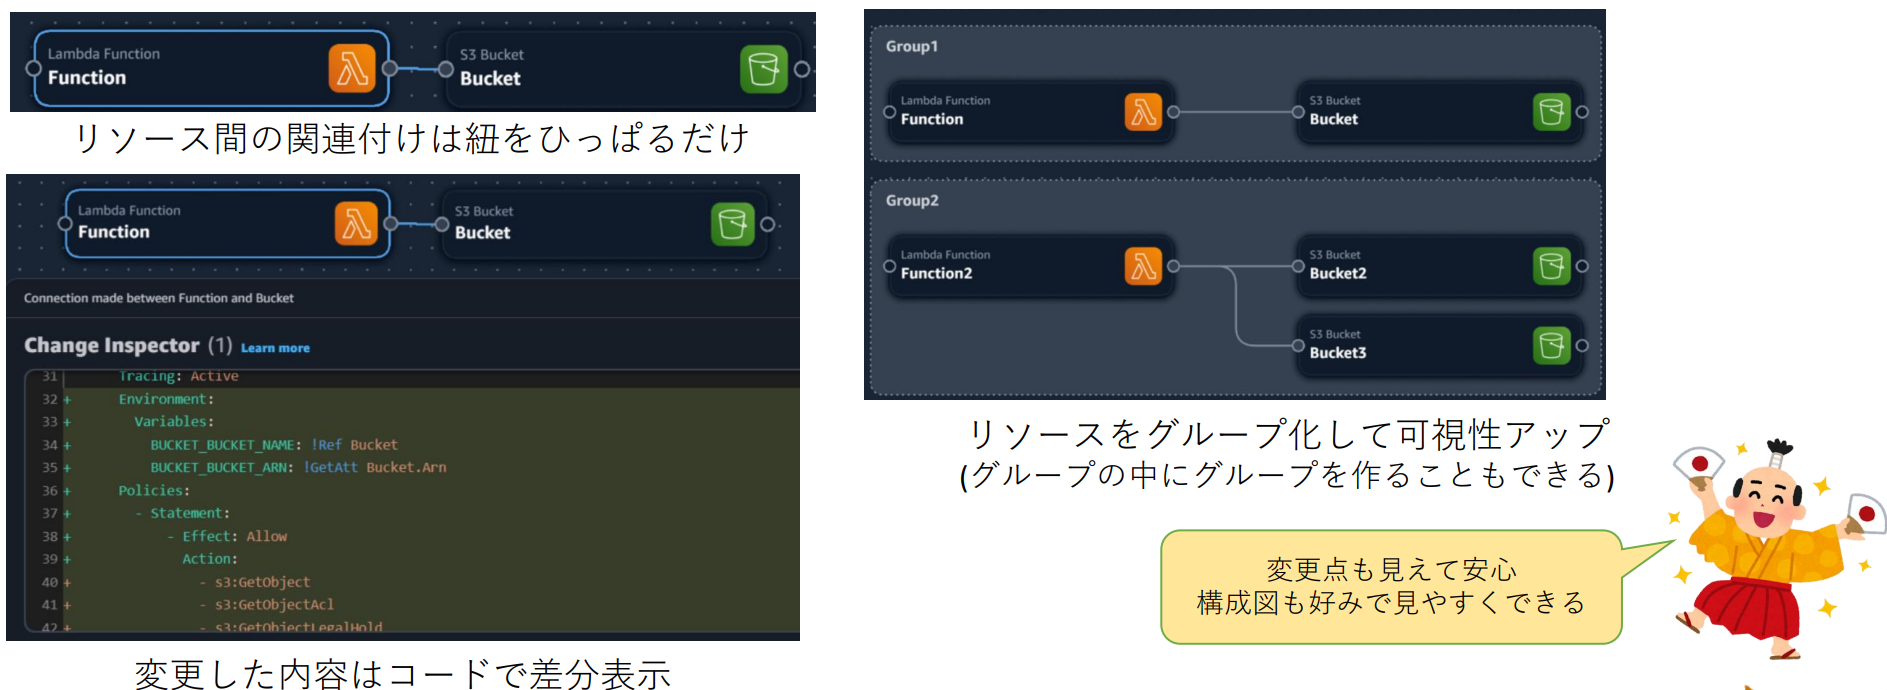 Lambda Function
Function
S3 Bucket
Bucket
リソース間の関連付けは紐をひっぱるだけ
Lambda Function
Function
S3 Bucket
Bucket
Connection made between Function and Bucket
Change Inspector (1) Learn more
31 Tracing: Active
32 + Environment:
33 + Variables:
34 + BUCKET_BUCKET_NAME: !Ref Bucket
35 + BUCKET_BUCKET_ARN: !GetAtt Bucket.Arn
36 + Policies:
37 + - Statement:
38 + - Effect: Allow
39 + Action:
40 + - s3:GetObject
41 + - s3:GetObjectAcl
42 + - s3:GetObjectLegalHold
変更した内容はコードで差分表示
Group1
Lambda Function
Function
S3 Bucket
Bucket
Group2
Lambda Function
Function2
S3 Bucket
Bucket2
S3 Bucket
Bucket3
リソースをグループ化して可視性アップ
(グループの中にグループを作ることもできる)
変更点も見えて安心
構成図も好みで見やすくできる